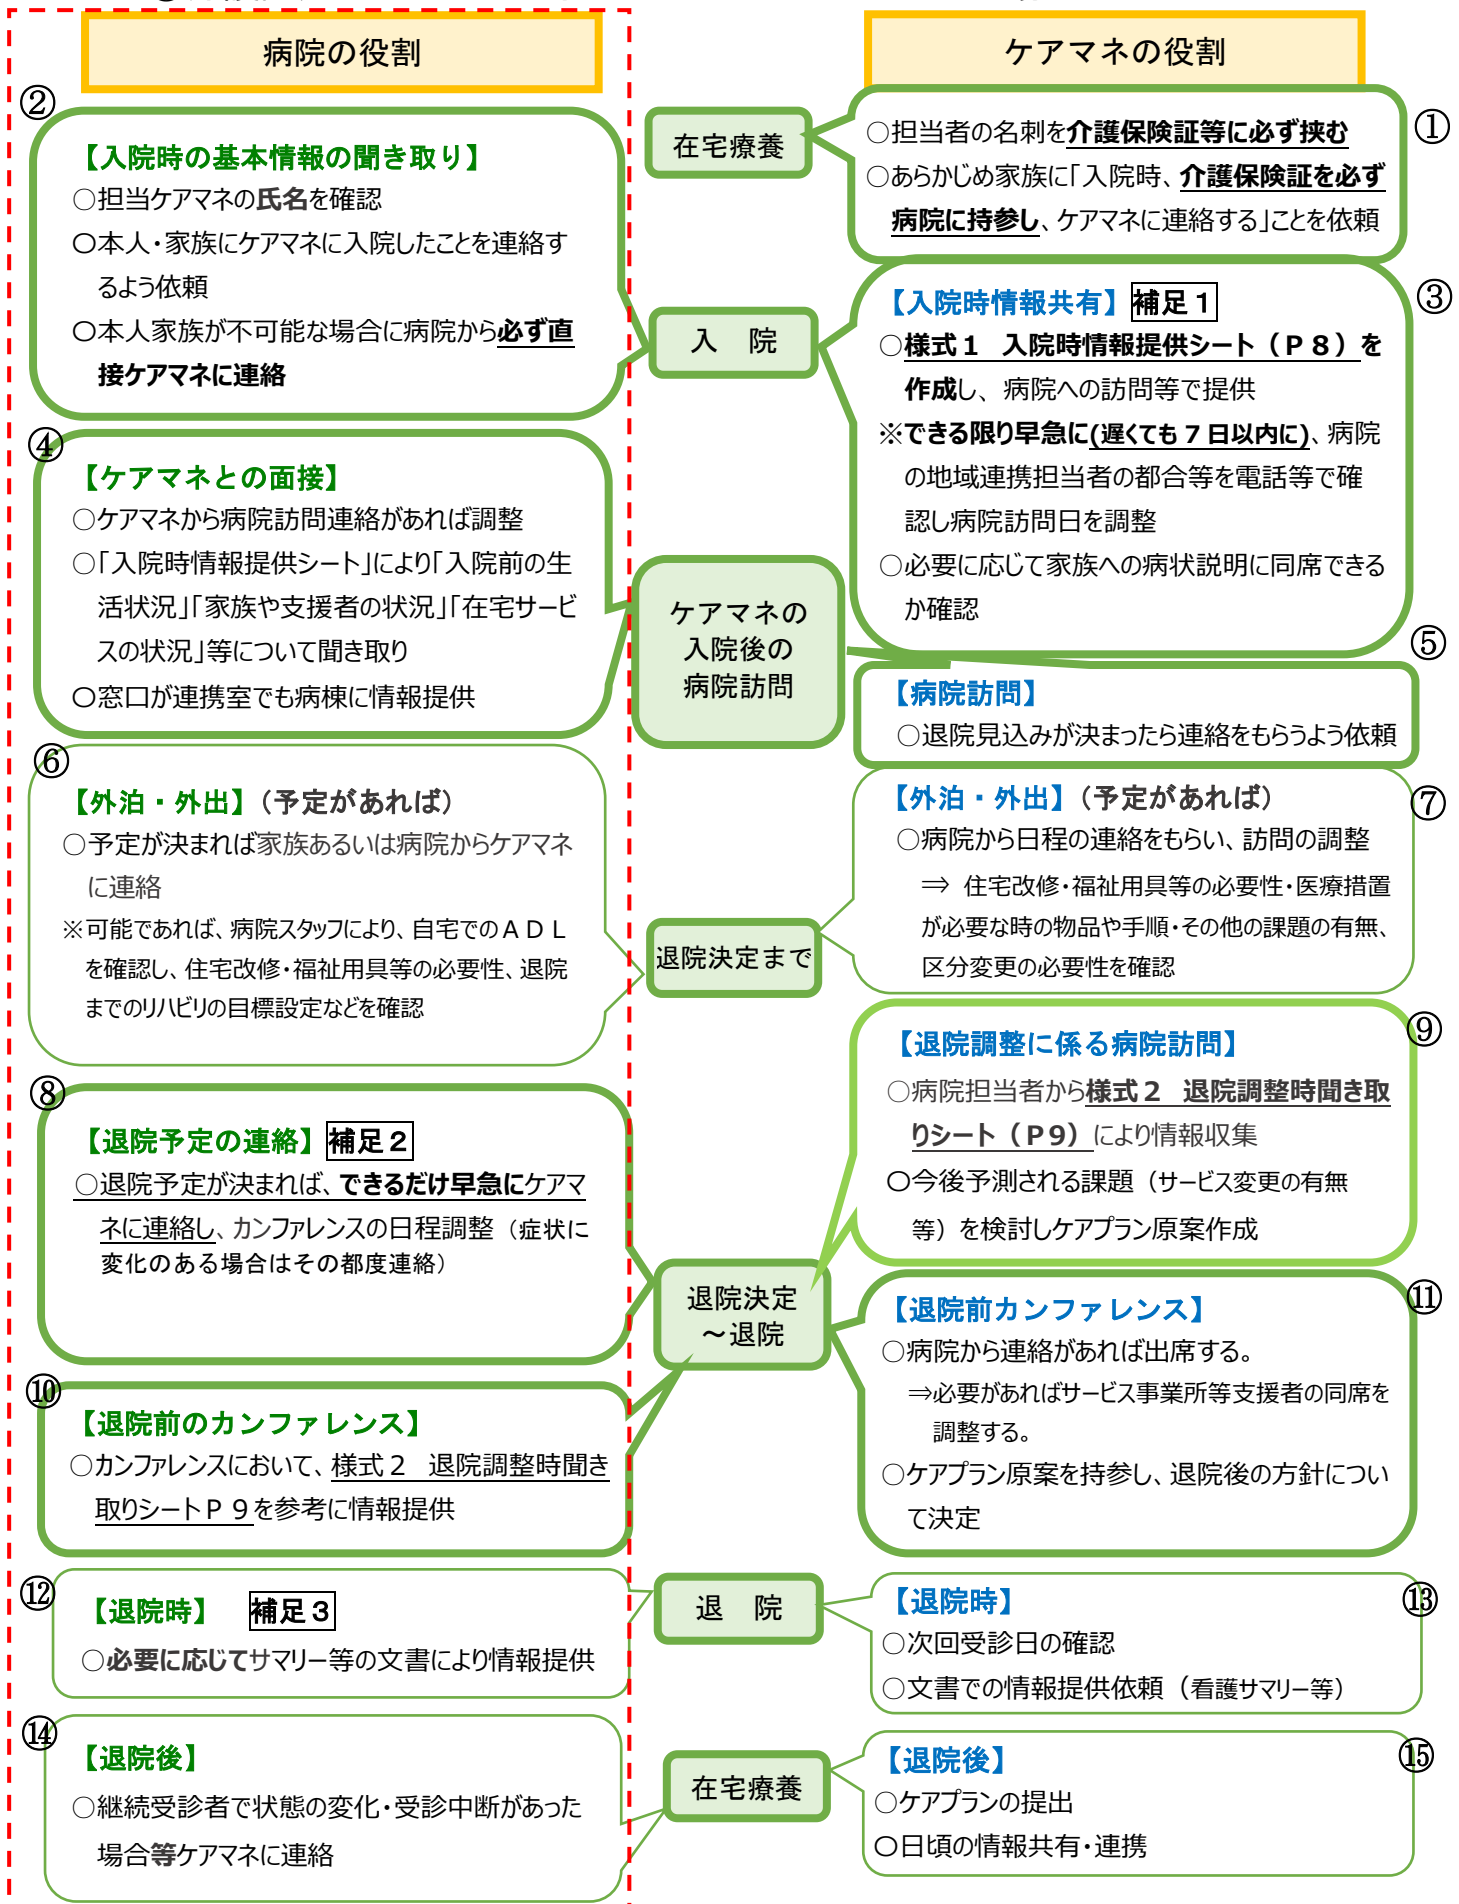 病院の役割
ケアマネの役割
①
在宅療養
○担当者の名刺を介護保険証等に必ず挟む
○あらかじめ家族に「入院時、介護保険証を必ず
病院に持参し、ケアマネに連絡する」ことを依頼
②
【入院時の基本情報の聞き取り】
○担当ケアマネの氏名を確認
〇本人・家族にケアマネに入院したことを連絡す
るよう依頼
〇本人家族が不可能な場合に病院から必ず直
接ケアマネに連絡
入　院
③
【入院時情報共有】 補足１
○様式１　入院時情報提供シート（Ｐ８）を
作成し、病院への訪問等で提供
※できる限り早急に(遅くても７日以内に)、病院
の地域連携担当者の都合等を電話等で確
認し病院訪問日を調整
○必要に応じて家族への病状説明に同席できる
か確認
④
【ケアマネとの面接】
○ケアマネから病院訪問連絡があれば調整
○「入院時情報提供シート」により「入院前の生
活状況」「家族や支援者の状況」「在宅サービ
スの状況」等について聞き取り
〇窓口が連携室でも病棟に情報提供
ケアマネの
入院後の
病院訪問
⑤
【病院訪問】
○退院見込みが決まったら連絡をもらうよう依頼
⑥
【外泊・外出】（予定があれば）
○予定が決まれば家族あるいは病院からケアマネ
に連絡
※可能であれば、病院スタッフにより、自宅でのＡＤＬ
を確認し、住宅改修・福祉用具等の必要性、退院
までのリハビリの目標設定などを確認
退院決定まで
⑦
【外泊・外出】（予定があれば）
○病院から日程の連絡をもらい、訪問の調整
⇒ 住宅改修・福祉用具等の必要性・医療措置
が必要な時の物品や手順・その他の課題の有無、
区分変更の必要性を確認
⑧
【退院予定の連絡】 補足２
○退院予定が決まれば、できるだけ早急にケアマ
ネに連絡し、カンファレンスの日程調整（症状に
変化のある場合はその都度連絡）
退院決定
～退院
⑨
【退院調整に係る病院訪問】
○病院担当者から様式２　退院調整時聞き取
りシート（Ｐ9）により情報収集
〇今後予測される課題（サービス変更の有無
等）を検討しケアプラン原案作成
⑩
【退院前のカンファレンス】
○カンファレンスにおいて、様式２　退院調整時聞き
取りシートＰ９を参考に情報提供
⑪
【退院前カンファレンス】
○病院から連絡があれば出席する。
⇒必要があればサービス事業所等支援者の同席を
調整する。
○ケアプラン原案を持参し、退院後の方針につい
て決定
⑫
【退院時】 補足３
○必要に応じてサマリー等の文書により情報提供
退　院
⑬
【退院時】
○次回受診日の確認
○文書での情報提供依頼（看護サマリー等）
⑭
【退院後】
○継続受診者で状態の変化・受診中断があった
場合等ケアマネに連絡
在宅療養
⑮
【退院後】
○ケアプランの提出
〇日頃の情報共有・連携